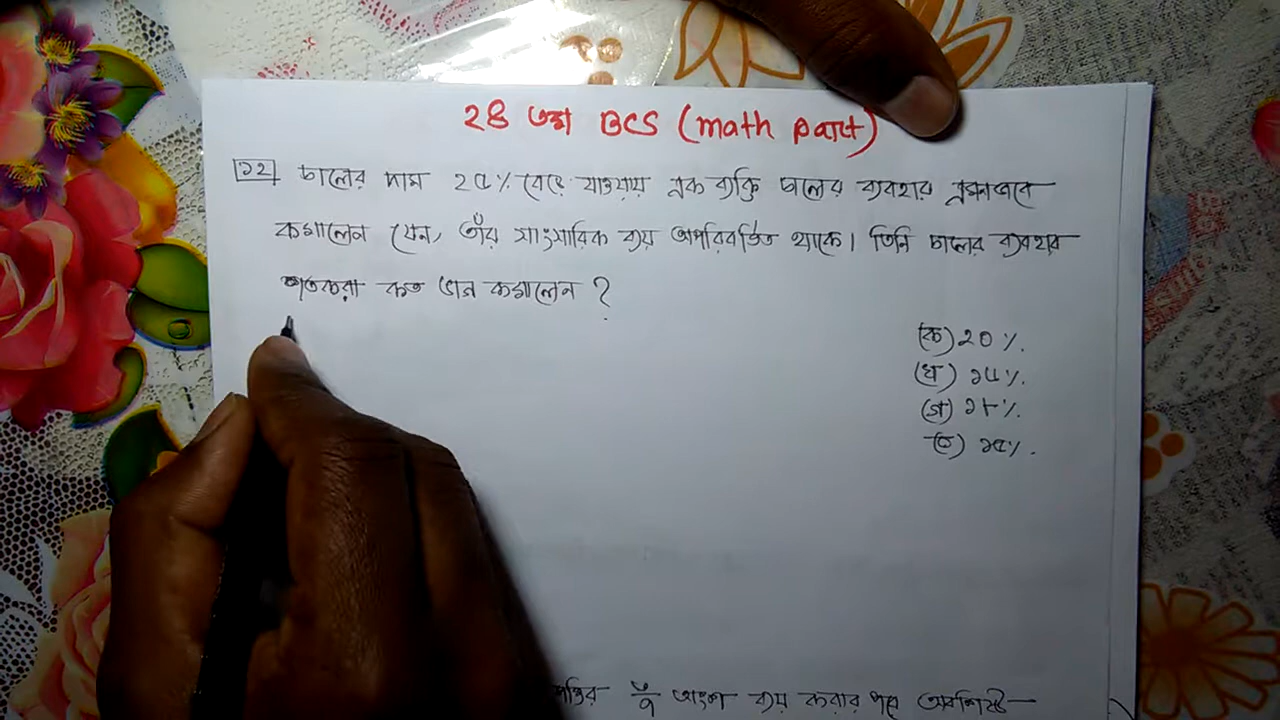 ২৪ তম BCS (Math Part)
১২ চালের দাম ২৫% বেড়ে যাওয়ায় এক ব্যক্তি চালের ব্যবহার এমনভাবে
কমালেন যেন, তাঁর সাংসারিক ব্যয় অপরিবর্তিত থাকে। তিনি চালের ব্যবহার
শতকরা কত ভাগ কমালেন ?
(ক) ২০%.
(খ) ১৫%.
(গ) ১৮%.
(ঘ) ২৫%.
অংশ ব্যয় করার পরে অবশিষ্ট